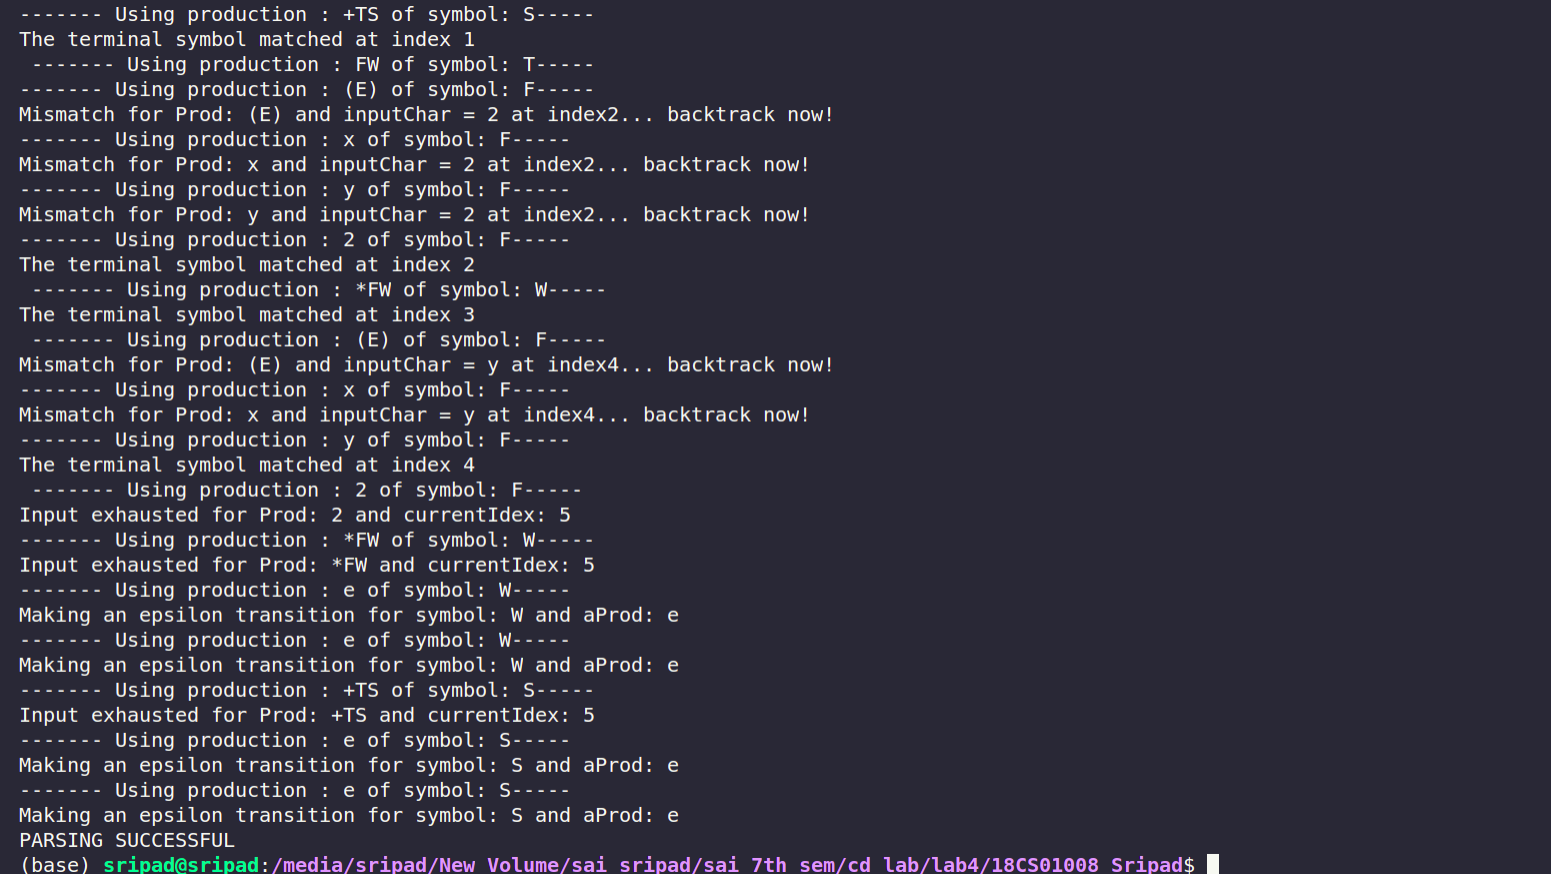 ------- Using production : +TS of symbol: S-----
The terminal symbol matched at index 1
 ------- Using production : FW of symbol: T-----
------- Using production : (E) of symbol: F-----
Mismatch for Prod: (E) and inputChar = 2 at index2... backtrack now!
------- Using production : x of symbol: F-----
Mismatch for Prod: x and inputChar = 2 at index2... backtrack now!
------- Using production : y of symbol: F-----
Mismatch for Prod: y and inputChar = 2 at index2... backtrack now!
------- Using production : 2 of symbol: F-----
The terminal symbol matched at index 2
 ------- Using production : *FW of symbol: W-----
The terminal symbol matched at index 3
 ------- Using production : (E) of symbol: F-----
Mismatch for Prod: (E) and inputChar = y at index4... backtrack now!
------- Using production : x of symbol: F-----
Mismatch for Prod: x and inputChar = y at index4... backtrack now!
------- Using production : y of symbol: F-----
The terminal symbol matched at index 4
 ------- Using production : 2 of symbol: F-----
Input exhausted for Prod: 2 and currentIdex: 5
------- Using production : *FW of symbol: W-----
Input exhausted for Prod: *FW and currentIdex: 5
------- Using production : e of symbol: W-----
Making an epsilon transition for symbol: W and aProd: e
------- Using production : e of symbol: W-----
Making an epsilon transition for symbol: W and aProd: e
------- Using production : +TS of symbol: S-----
Input exhausted for Prod: +TS and currentIdex: 5
------- Using production : e of symbol: S-----
Making an epsilon transition for symbol: S and aProd: e
------- Using production : e of symbol: S-----
Making an epsilon transition for symbol: S and aProd: e
PARSING SUCCESSFUL
(base) sripad@sripad:/media/sripad/New Volume/sai sripad/sai 7th sem/cd lab/lab4/18CS01008 Sripad$